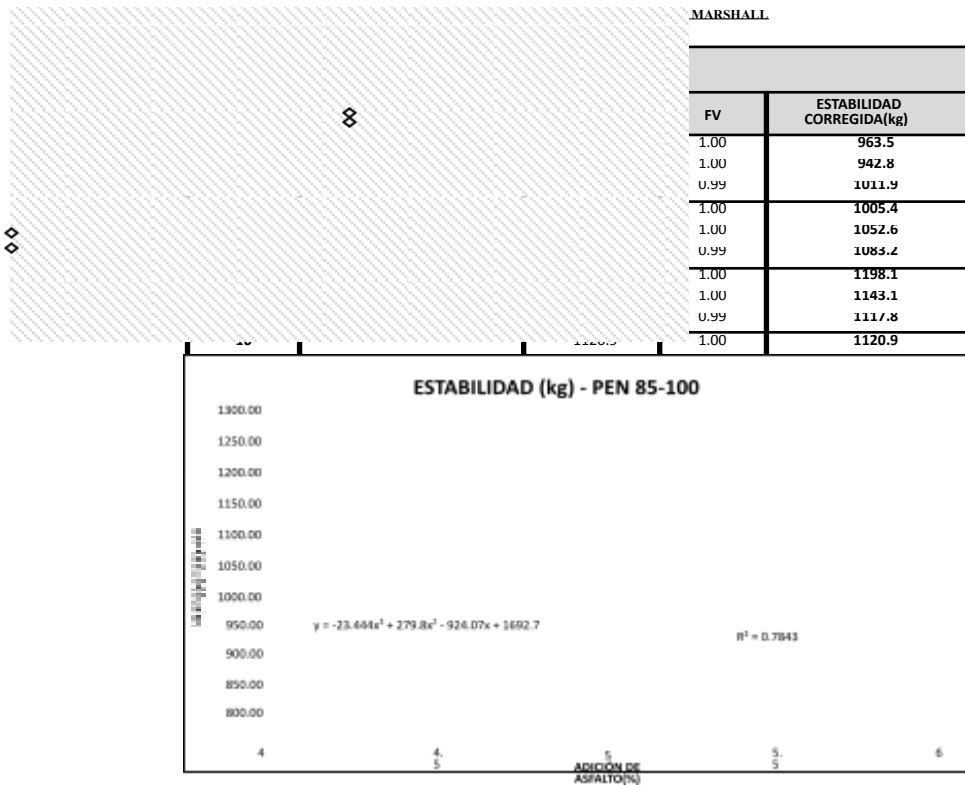 MARSHALL
FV ESTABILIDAD CORREGIDA(kg)
1.00 963.5
1.00 942.8
0.99 1011.9
1.00 1005.4
1.00 1052.6
0.99 1083.2
1.00 1198.1
1.00 1143.1
0.99 1117.8
1.00 1120.9
ESTABILIDAD (kg) - PEN 85-100
1300.00
1250.00
1200.00
1150.00
1100.00
1050.00
1000.00
950.00
y = -23.444x³ + 279.8x² - 924.07x + 1692.7
R² = 0.7843
900.00
850.00
800.00
4 4.5 5 5.5 6
ADICIÓN DE
ASFALTO(%)